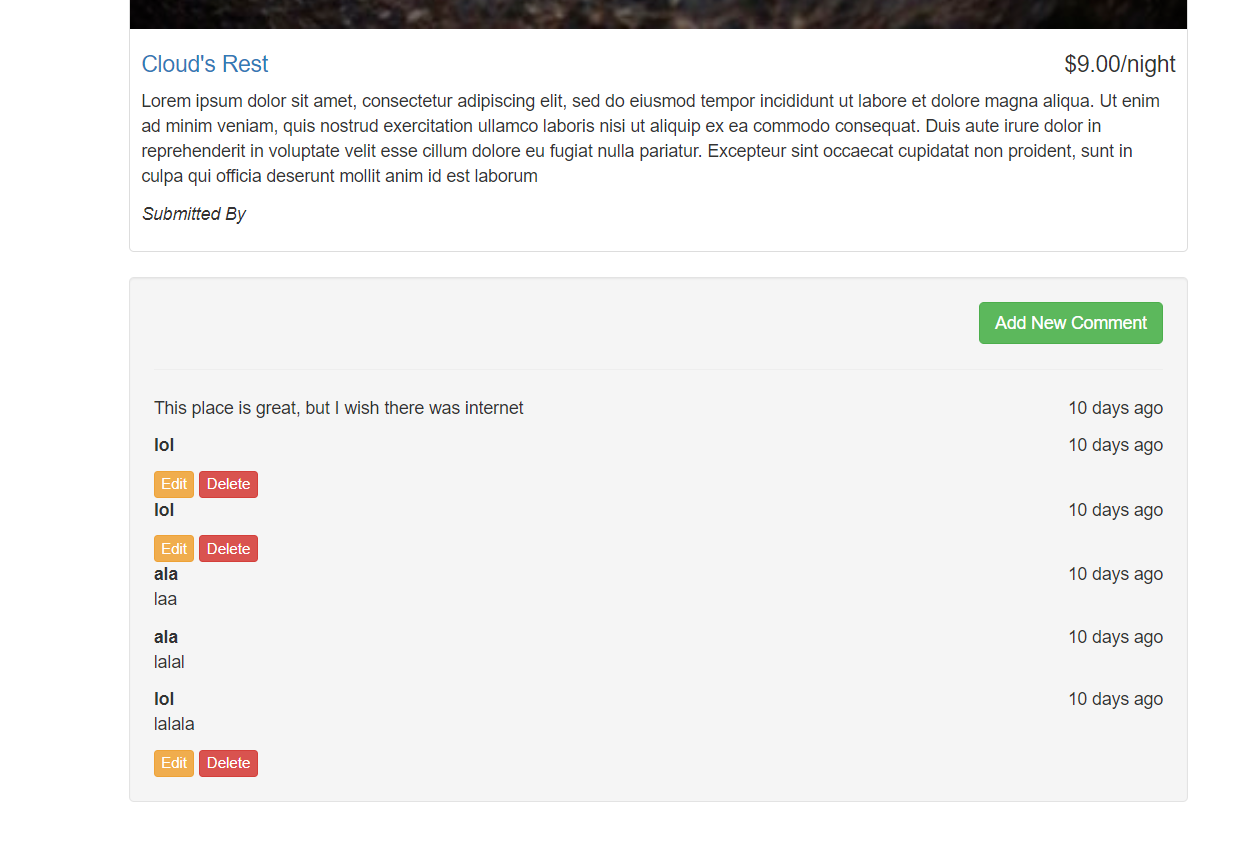 Cloud's Rest $9.00/night
Lorem ipsum dolor sit amet, consectetur adipiscing elit, sed do eiusmod tempor incididunt ut labore et dolore magna aliqua. Ut enim
ad minim veniam, quis nostrud exercitation ullamco laboris nisi ut aliquip ex ea commodo consequat. Duis aute irure dolor in
reprehenderit in voluptate velit esse cillum dolore eu fugiat nulla pariatur. Excepteur sint occaecat cupidatat non proident, sunt in
culpa qui officia deserunt mollit anim id est laborum
Submitted By
Add New Comment
This place is great, but I wish there was internet 10 days ago
lol 10 days ago
Edit Delete
lol 10 days ago
Edit Delete
ala 10 days ago
laa
ala 10 days ago
lalal
lol 10 days ago
lalala
Edit Delete